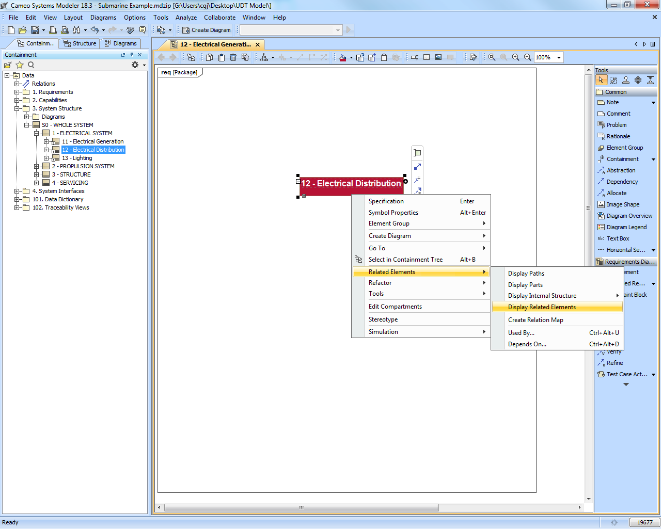 Cameo Systems Modeler 18.3 - Submarine Example.mdzip [G:\Users\cgj\Desktop\UDT Model\]
File Edit View Layout Diagrams Options Tools Analyze Collaborate Window Help
Create Diagram
Containm... Structure Diagrams
12 - Electrical Generati...
Containment
100%
Data
Relations
1. Requirements
2. Capabilities
3. System Structure
Diagrams
S0 - WHOLE SYSTEM
1 - ELECTRICAL SYSTEM
11 - Electrical Generation
12 - Electrical Distribution
13 - Lighting
2 - PROPULSION SYSTEM
3 - STRUCTURE
4 - SERVICING
4. System Interfaces
101. Data Dictionary
102. Traceability Views
req [Package]
12 - Electrical Distribution
Specification Enter
Symbol Properties Alt+Enter
Element Group
Create Diagram
Go To
Select in Containment Tree Alt+B
Related Elements
Refactor
Tools
Edit Compartments
Stereotype
Simulation
Display Paths
Display Parts
Display Internal Structure
Display Related Elements
Create Relation Map
Used By... Ctrl+Alt+U
Depends On... Ctrl+Alt+D
Tools
Common
Note
Comment
Problem
Rationale
Element Group
Containment
Abstraction
Dependency
Allocate
Image Shape
Diagram Overview
Diagram Legend
Text Box
Horizontal Se...
Requirements Dia...
ement
ed Re...
oint Block
Verify
Refine
Test Case Act...
Ready
9677